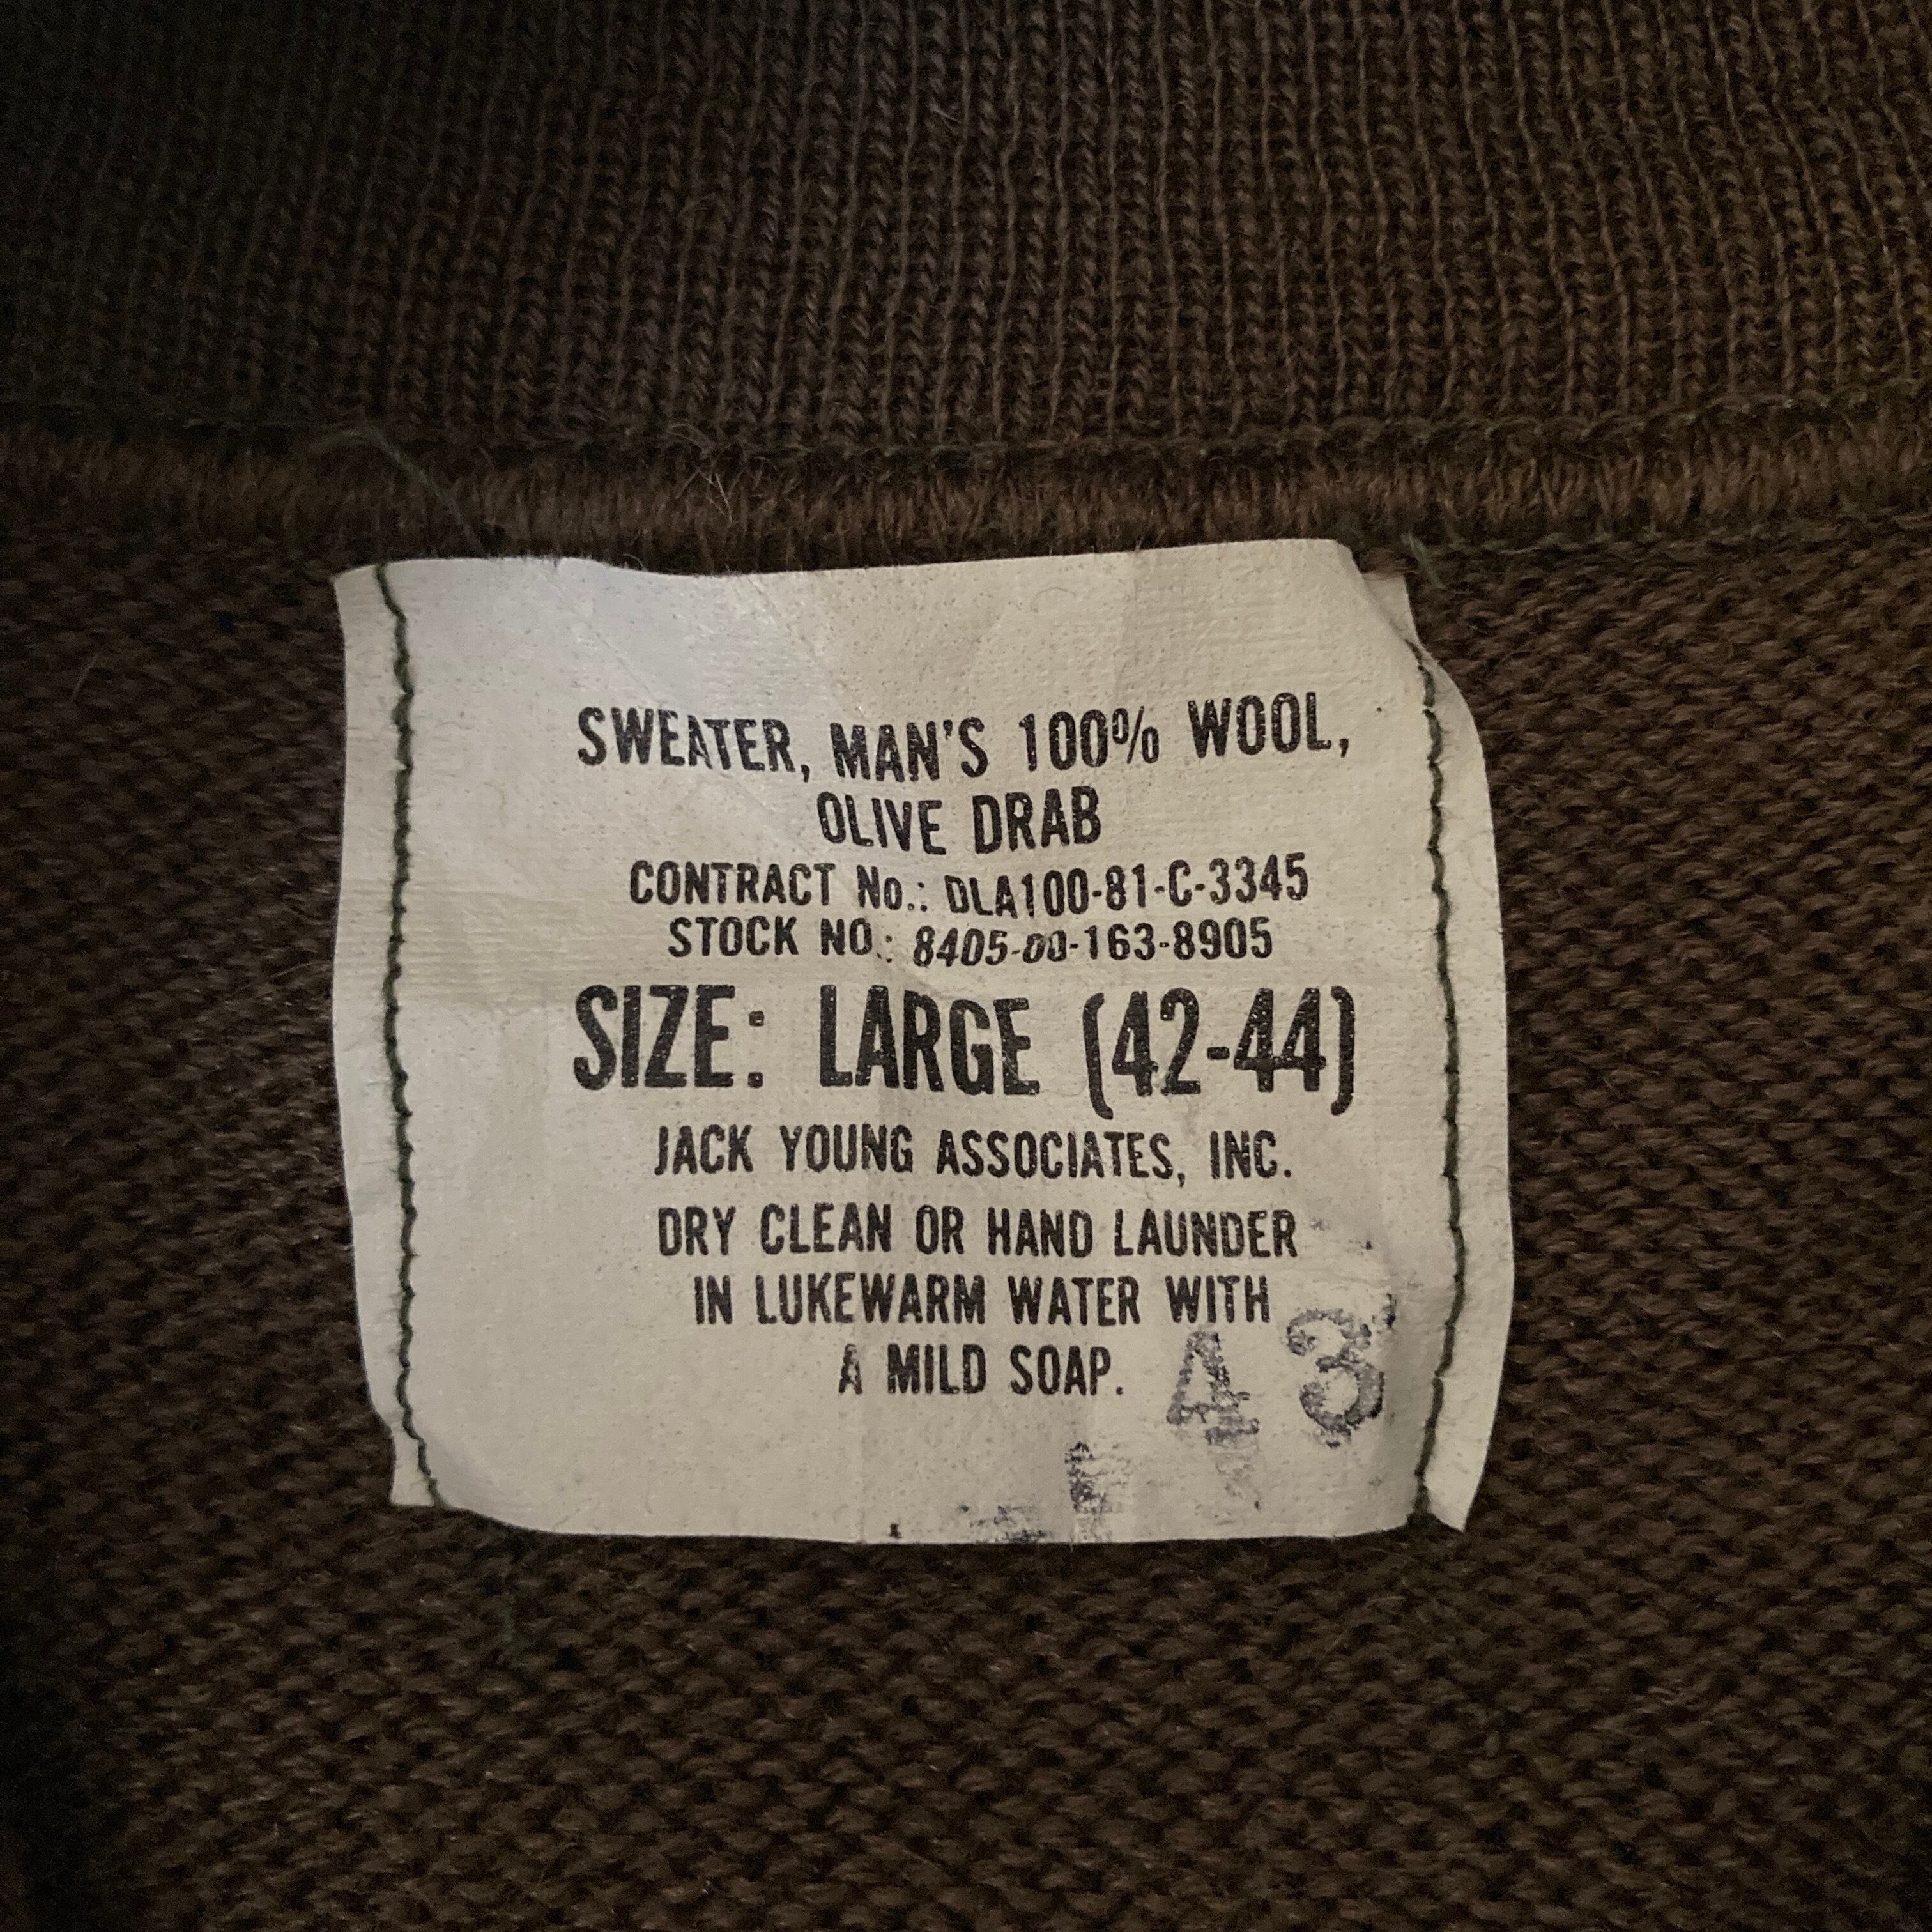 SWEATER, MAN'S 100% WOOL,
OLIVE DRAB
CONTRACT No.: DLA100-81-C-3345
STOCK NO.: 8405-00-163-8905
SIZE: LARGE (42-44)
JACK YOUNG ASSOCIATES, INC.
DRY CLEAN OR HAND LAUNDER
IN LUKEWARM WATER WITH
A MILD SOAP.
43